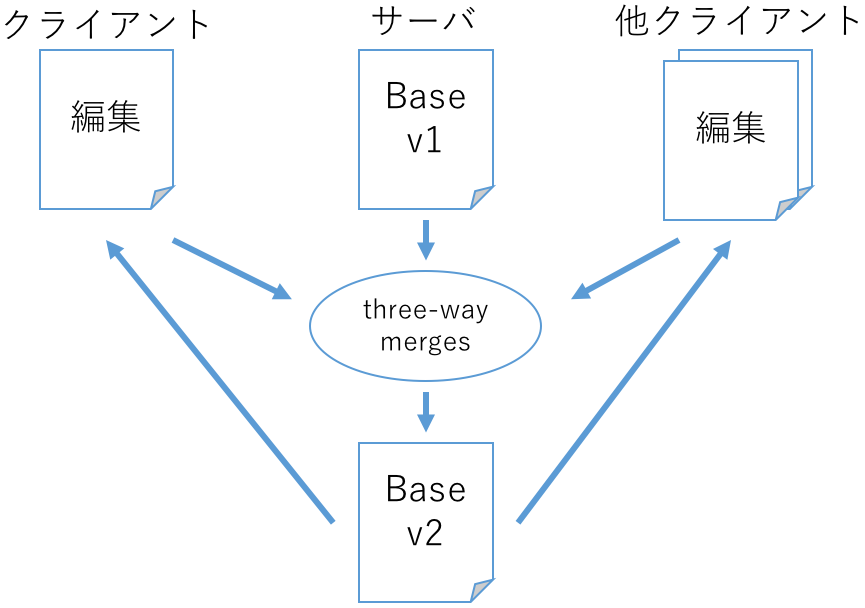 クライアント
サーバ
他クライアント
編集
Base
v1
編集
three-way
merges
Base
v2